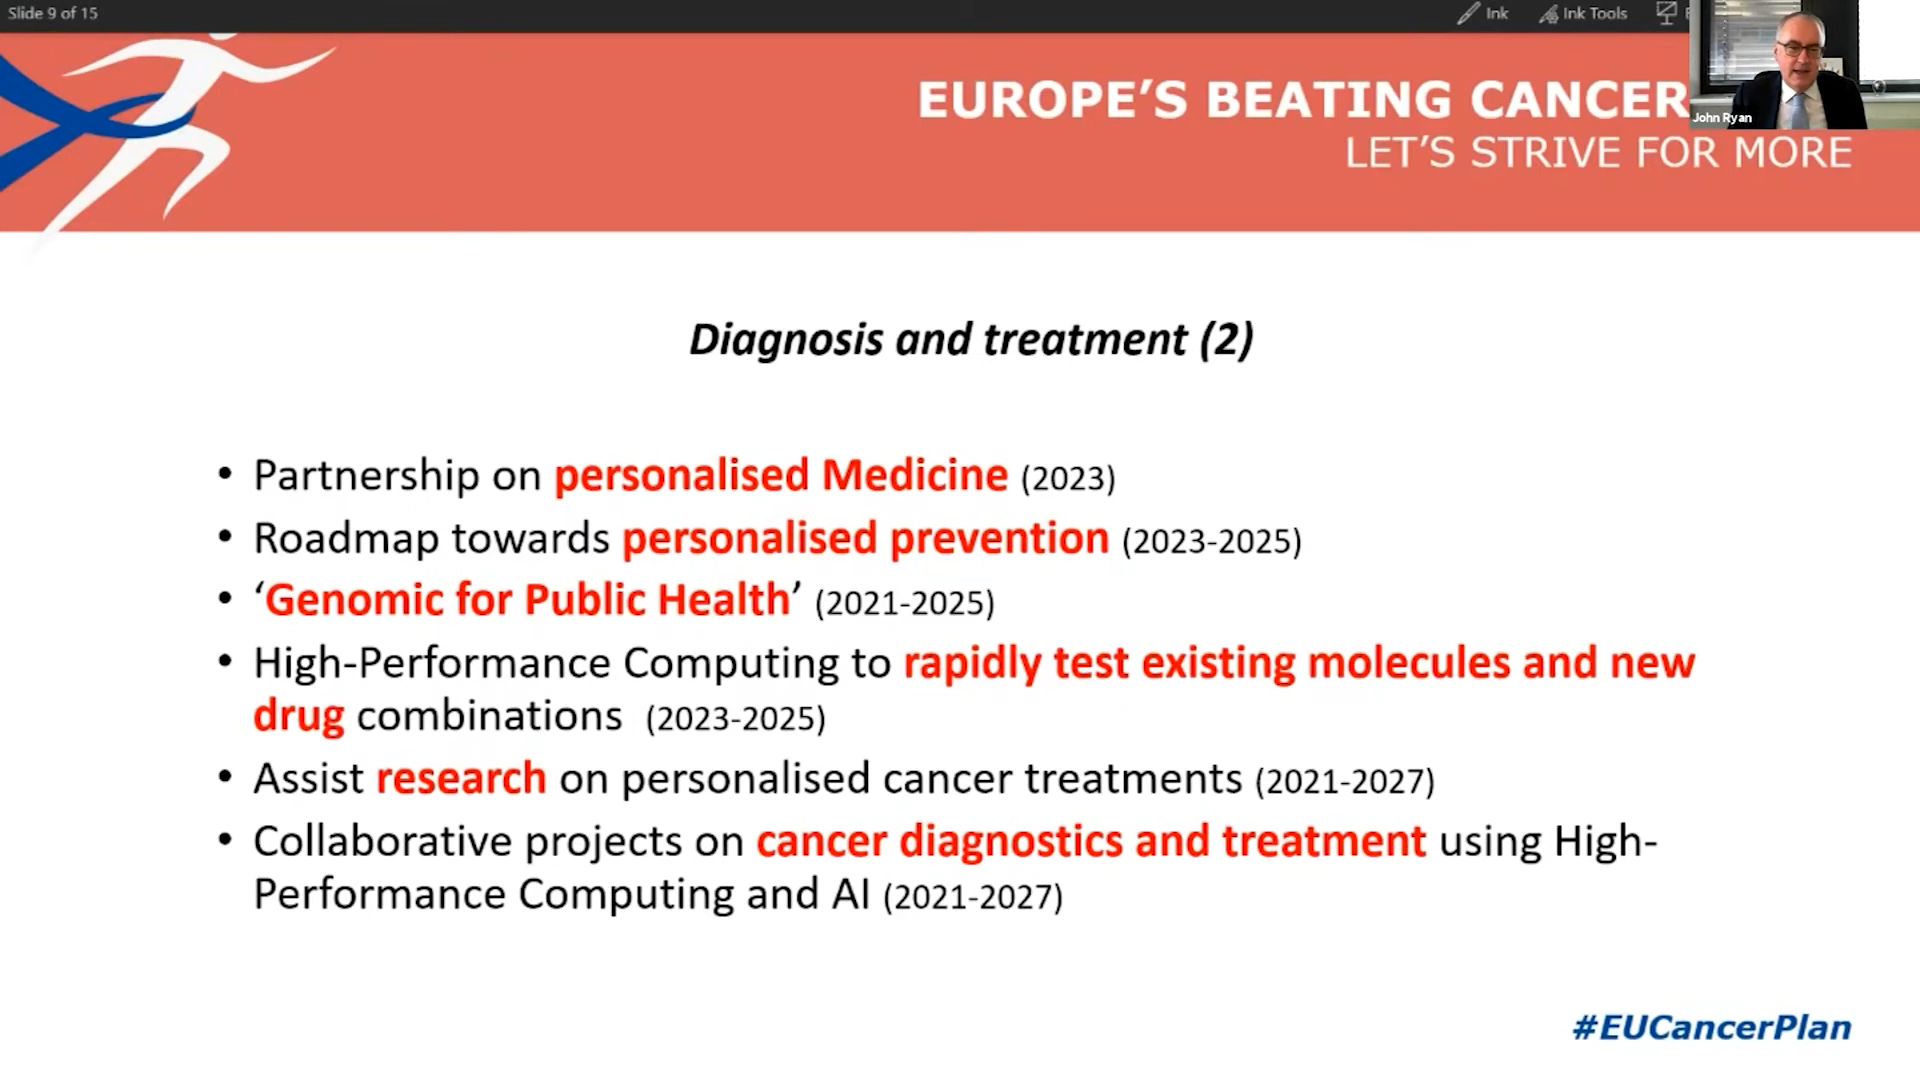 Slide 9 of 15
Ink
Ink Tools
John Ryan
EUROPE’S BEATING CANCER
LET’S STRIVE FOR MORE
Diagnosis and treatment (2)
• Partnership on personalised Medicine (2023)
• Roadmap towards personalised prevention (2023-2025)
• ‘Genomic for Public Health’ (2021-2025)
• High-Performance Computing to rapidly test existing molecules and new
drug combinations (2023-2025)
• Assist research on personalised cancer treatments (2021-2027)
• Collaborative projects on cancer diagnostics and treatment using High-
Performance Computing and AI (2021-2027)
#EUCancerPlan